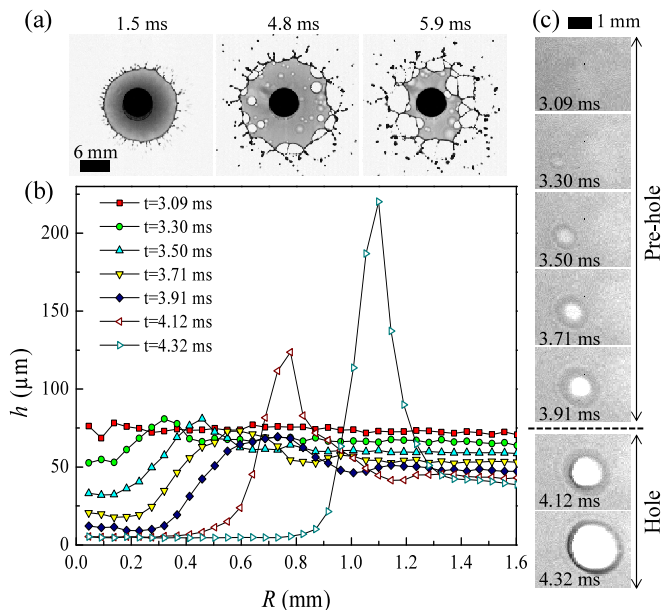 (a)
1.5 ms
4.8 ms
5.9 ms
6 mm
(b)
t=3.09 ms
t=3.30 ms
t=3.50 ms
t=3.71 ms
t=3.91 ms
t=4.12 ms
t=4.32 ms
200
150
100
50
0
h (µm)
0.0 0.2 0.4 0.6 0.8 1.0 1.2 1.4 1.6
R (mm)
(c)
1 mm
3.09 ms
3.30 ms
3.50 ms
3.71 ms
3.91 ms
4.12 ms
4.32 ms
Pre-hole
Hole